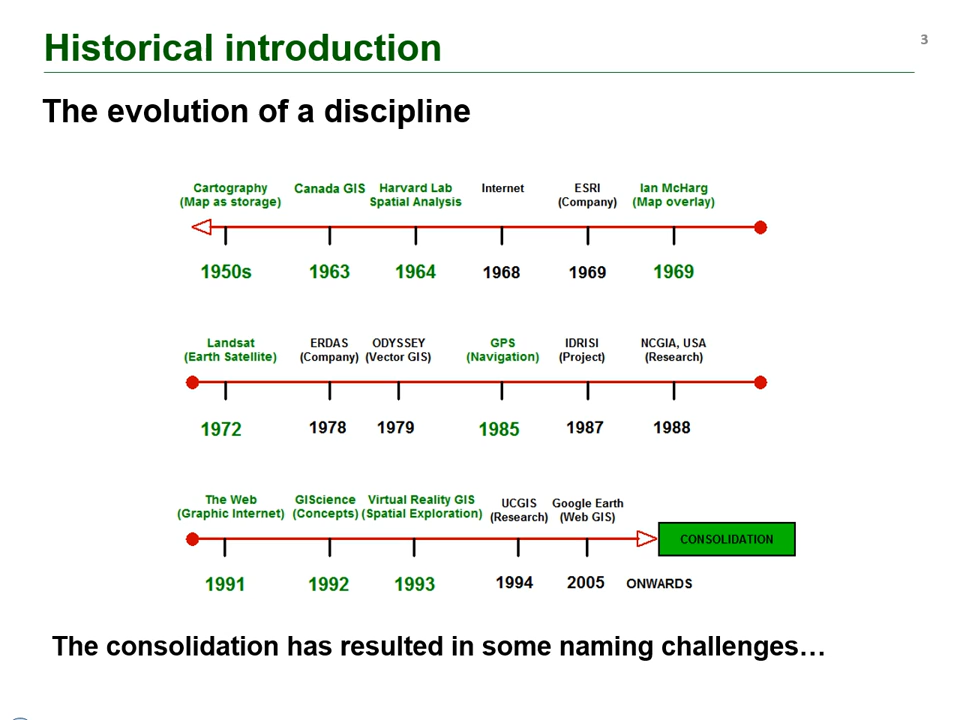 Historical introduction
3
The evolution of a discipline
Cartography Canada GIS Harvard Lab Internet ESRI Ian McHarg
(Map as storage) Spatial Analysis (Company) (Map overlay)
1950s 1963 1964 1968 1969 1969
Landsat ERDAS ODYSSEY GPS IDRISI NCGIA, USA
(Earth Satellite) (Company) (Vector GIS) (Navigation) (Project) (Research)
1972 1978 1979 1985 1987 1988
The Web GIScience Virtual Reality GIS UCGIS Google Earth
(Graphic Internet) (Concepts) (Spatial Exploration) (Research) (Web GIS)
CONSOLIDATION
1991 1992 1993 1994 2005 ONWARDS
The consolidation has resulted in some naming challenges…